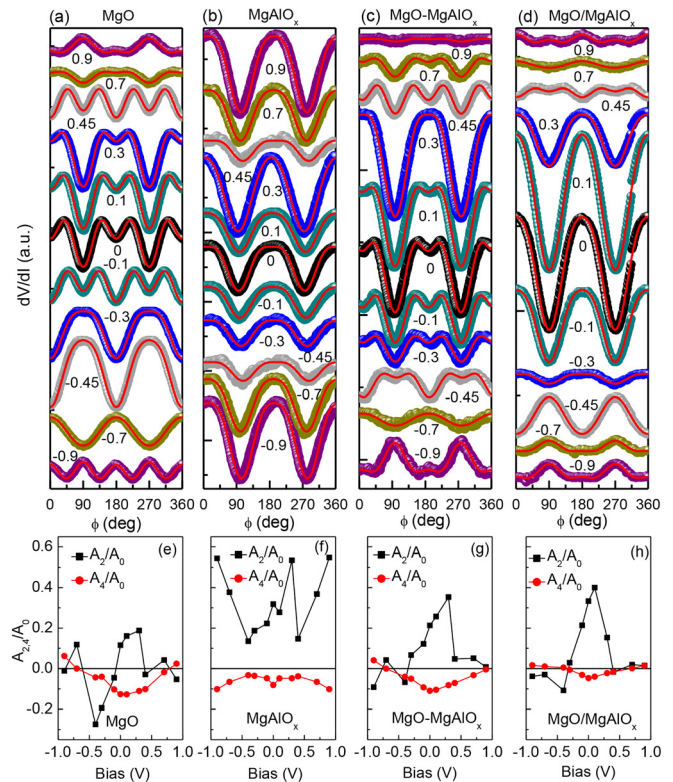 (a) MgO
(b) MgAlOx
(c) MgO-MgAlOx
(d) MgO/MgAlOx
dV/dI (a.u.)
0.9
0.7
0.45
0.3
0.1
0
-0.1
-0.3
-0.45
-0.7
-0.9
0.9
0.7
0.45
0.3
0.1
0
-0.1
-0.3
-0.45
-0.7
-0.9
0.9
0.7
0.45
0.3
0.1
0
-0.1
-0.3
-0.45
-0.7
-0.9
0.9
0.7
0.45
0.3
0.1
0
-0.1
-0.3
-0.45
-0.7
-0.9
0 90 180 270 360
0 90 180 270 360
0 90 180 270 360
0 90 180 270 360
ϕ (deg)
ϕ (deg)
ϕ (deg)
ϕ (deg)
A2,4/A0
0.6
0.4
0.2
0.0
-0.2
(e)
A2/A0
A4/A0
MgO
(f)
A2/A0
A4/A0
MgAlOx
(g)
A2/A0
A4/A0
MgO-MgAlOx
(h)
A2/A0
A4/A0
MgO/MgAlOx
-1.0 -0.5 0.0 0.5 1.0
-1.0 -0.5 0.0 0.5 1.0
-1.0 -0.5 0.0 0.5 1.0
-1.0 -0.5 0.0 0.5 1.0
Bias (V)
Bias (V)
Bias (V)
Bias (V)